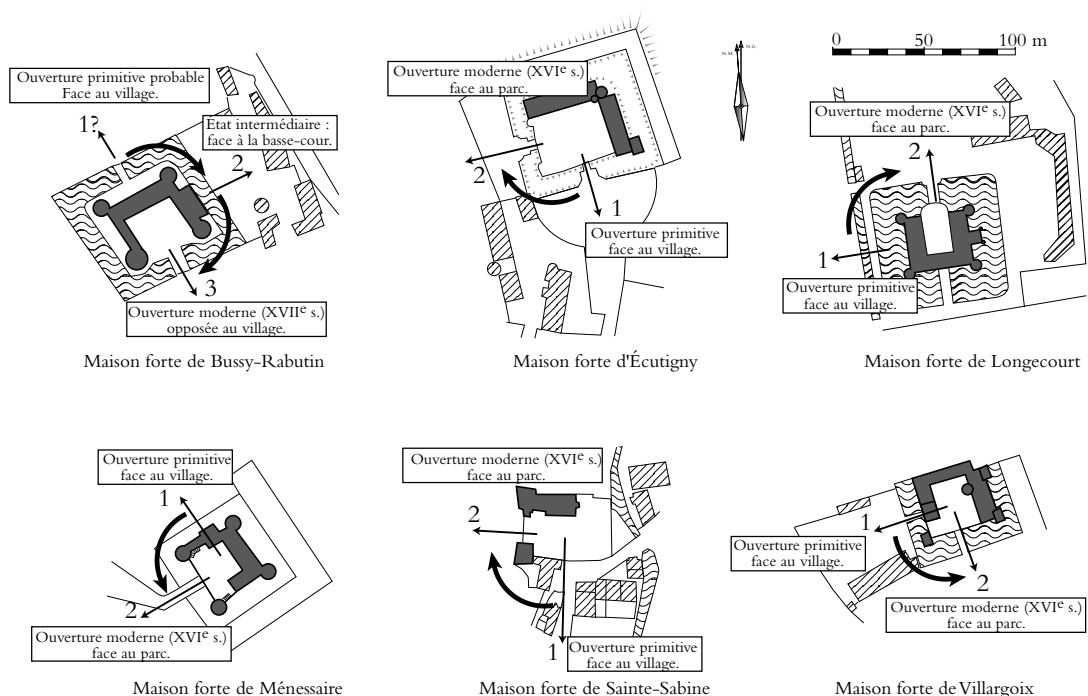 Ouverture primitive probable
Face au village.
1?
Etat intermédiaire :
face à la basse-cour.
2
3
Ouverture moderne (XVIIe s.)
opposée au village.
Maison forte de Bussy-Rabutin
Ouverture moderne (XVIe s.)
face au parc.
2
1
Ouverture primitive
face au village.
Maison forte d'Écutigny
N.M. N.G.
0 50 100 m
Ouverture moderne (XVIe s.)
face au parc.
2
1
Ouverture primitive
face au village.
Maison forte de Longecourt
Ouverture primitive
face au village.
1
2
Ouverture moderne (XVIe s.)
face au parc.
Maison forte de Ménessaire
Ouverture moderne (XVIe s.)
face au parc.
2
1
Ouverture primitive
face au village.
Maison forte de Sainte-Sabine
1
Ouverture primitive
face au village.
2
Ouverture moderne (XVIe s.)
face au parc.
Maison forte de Villargoix